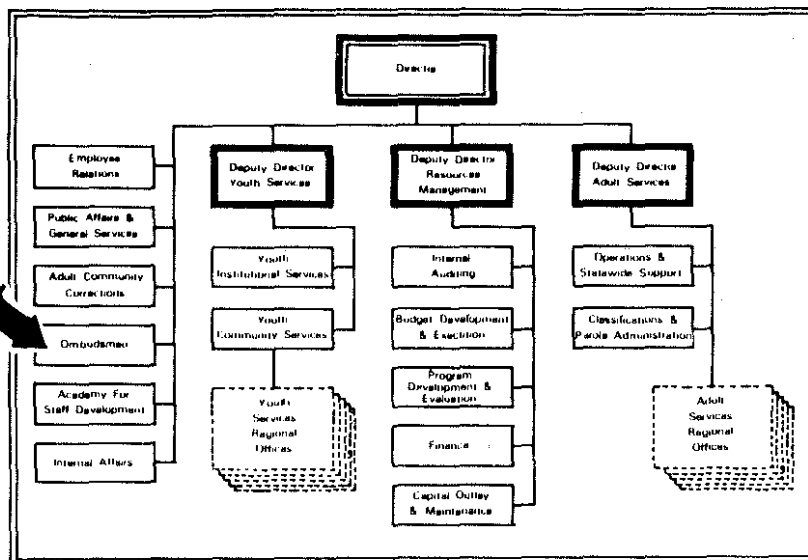 Director
Employee
Relations
Public Affairs &
General Services
Adult Community
Corrections
Ombudsmen
Academy For
Staff Development
Internal Affairs
Deputy Director
Youth Services
Youth
Institutional Services
Youth
Community Services
Youth
Services
Regional
Offices
Deputy Director
Resources
Management
Internal
Auditing
Budget Development
& Execution
Program
Development &
Evaluation
Finance
Capital Outlay
& Maintenance
Deputy Director
Adult Services
Operations &
Statewide Support
Classifications &
Parole Administration
Adult
Services
Regional
Offices